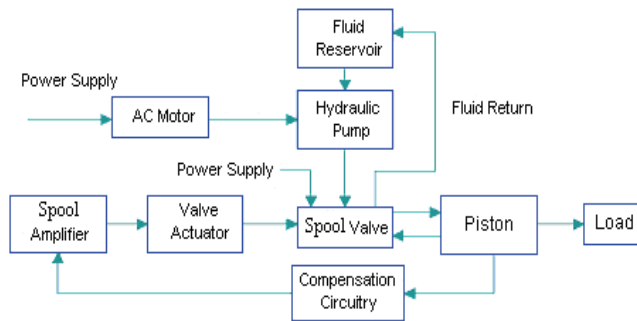 Fluid
Reservoir
Power Supply
AC Motor
Hydraulic
Pump
Fluid Return
Power Supply
Spool
Amplifier
Valve
Actuator
Spool Valve
Piston
Load
Compensation
Circuitry